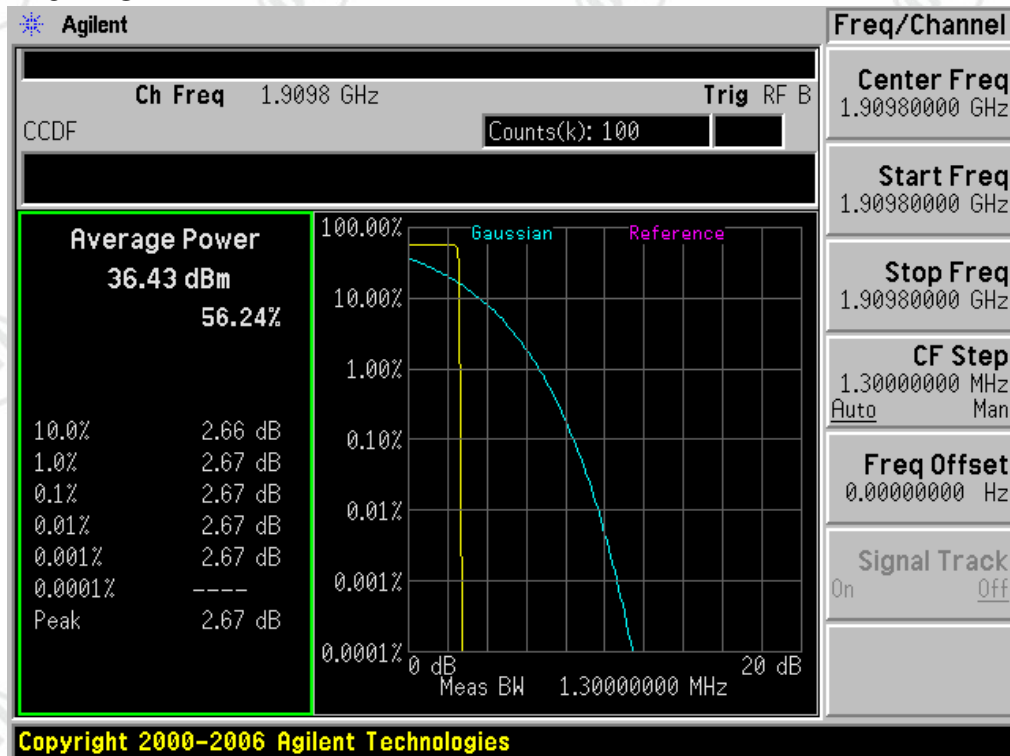 Agilent
Freq/Channel
Ch Freq 1.9098 GHz Trig RF B
CCDF Counts(k): 100
Average Power
36.43 dBm
56.24%
10.0% 2.66 dB
1.0% 2.67 dB
0.1% 2.67 dB
0.01% 2.67 dB
0.001% 2.67 dB
0.0001% ----
Peak 2.67 dB
100.00%
10.00%
1.00%
0.10%
0.01%
0.001%
0.0001%
Gaussian Reference
0 dB 20 dB
Meas BW 1.30000000 MHz
Center Freq
1.90980000 GHz
Start Freq
1.90980000 GHz
Stop Freq
1.90980000 GHz
CF Step
1.30000000 MHz
Auto Man
Freq Offset
0.00000000 Hz
Signal Track
On Off
Copyright 2000-2006 Agilent Technologies